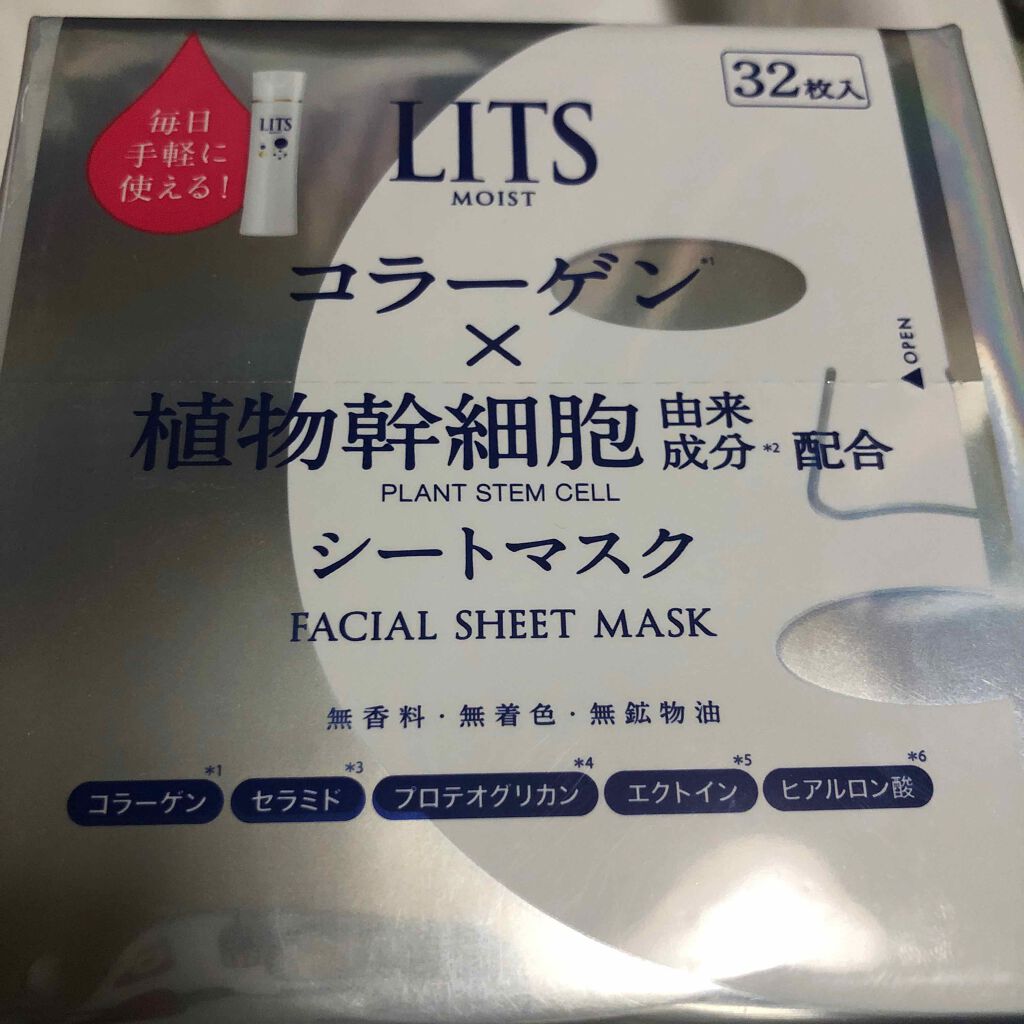 毎日
手軽に
使える!
LITS
LITS
MOIST
32枚入
コラーゲン*1
×
OPEN
植物幹細胞 由来成分*2 配合
PLANT STEM CELL
シートマスク
FACIAL SHEET MASK
無香料・無着色・無鉱物油
コラーゲン*1 セラミド*3 プロテオグリカン*4 エクトイン*5 ヒアルロン酸*6